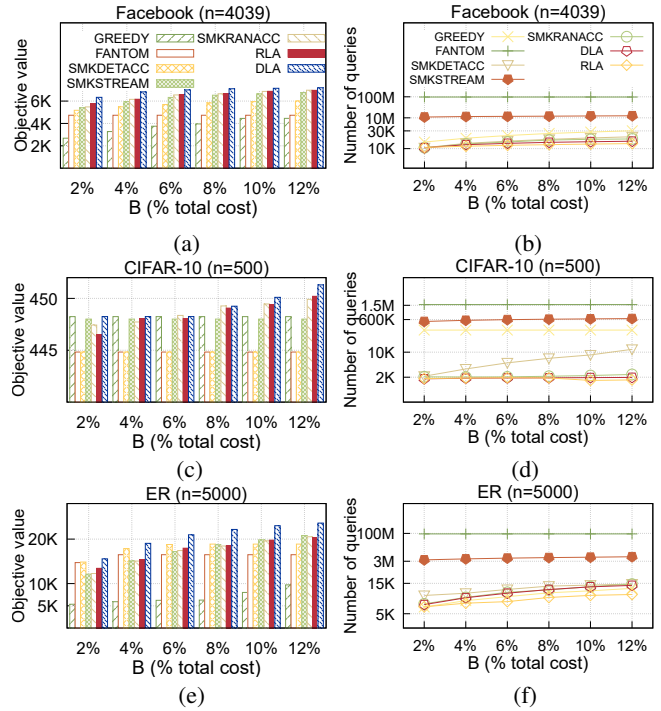 Facebook (n=4039)
Objective value
GREEDY
FANTOM
SMKDETACC
SMKSTREAM
SMKRANACC
RLA
DLA
6K
4K
2K
2% 4% 6% 8% 10% 12%
B (% total cost)
(a)
Facebook (n=4039)
Number of queries
GREEDY
FANTOM
SMKDETACC
SMKSTREAM
SMKRANACC
DLA
RLA
100M
10M
30K
10K
2% 4% 6% 8% 10% 12%
B (% total cost)
(b)
CIFAR-10 (n=500)
Objective value
450
445
2% 4% 6% 8% 10% 12%
B (% total cost)
(c)
CIFAR-10 (n=500)
Number of queries
1.5M
600K
10K
2K
2% 4% 6% 8% 10% 12%
B (% total cost)
(d)
ER (n=5000)
Objective value
20K
10K
5K
2% 4% 6% 8% 10% 12%
B (% total cost)
(e)
ER (n=5000)
Number of queries
100M
3M
15K
5K
2% 4% 6% 8% 10% 12%
B (% total cost)
(f)